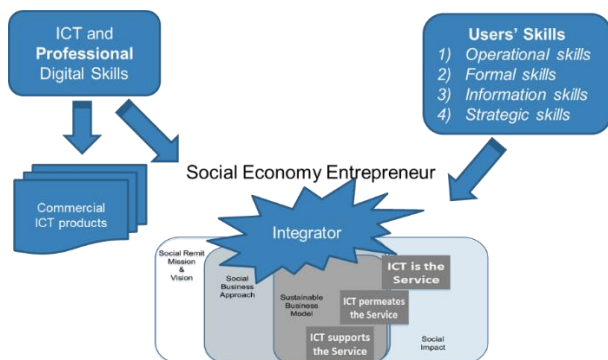 ICT and
Professional
Digital Skills
Users' Skills
1) Operational skills
2) Formal skills
3) Information skills
4) Strategic skills
Commercial
ICT products
Social Economy Entrepreneur
Integrator
Social Remit
Mission
&
Vision
Social
Business
Approach
Sustainable
Business
Model
ICT is the
Service
ICT permeates
the Service
ICT supports
the Service
Social
Impact